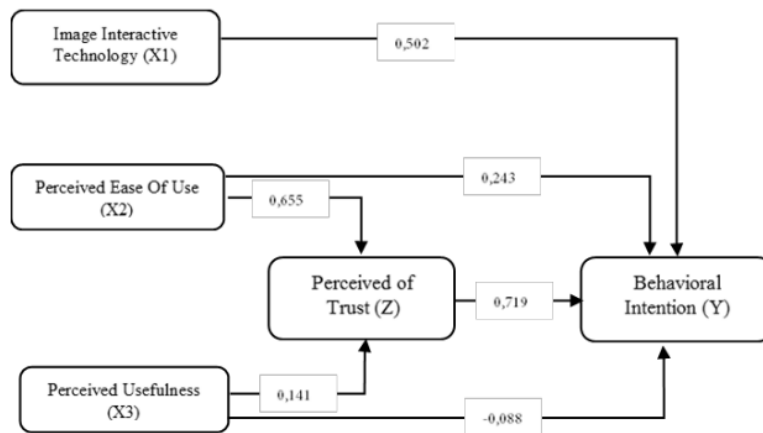 Image Interactive
Technology (X1)
0,502
Perceived Ease Of Use
(X2)
0,243
0,655
Perceived of
Trust (Z)
0,719
Behavioral
Intention (Y)
Perceived Usefulness
(X3)
0,141
-0,088